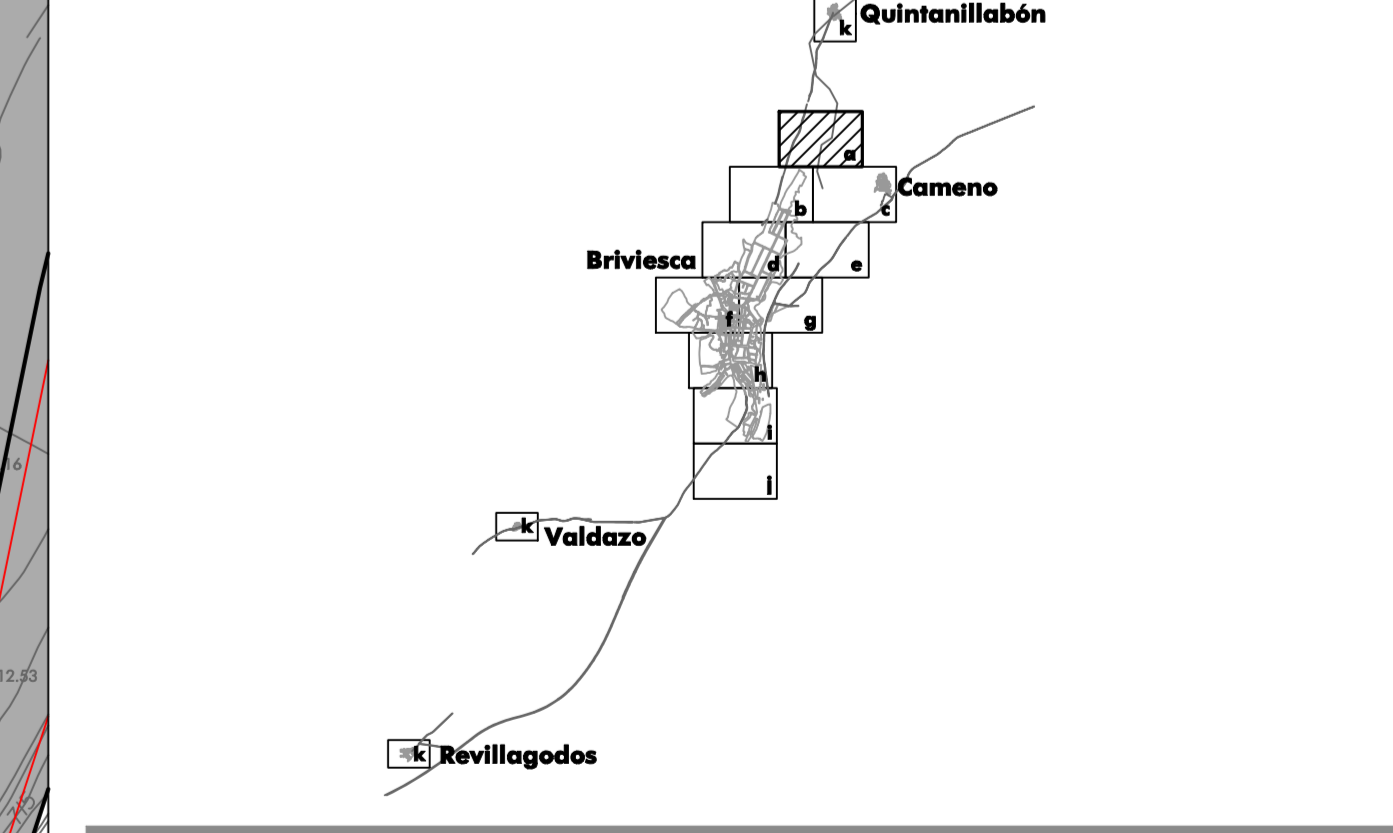 Quintanillabón
k
a
Cameno
b
c
Briviesca
d
e
f
g
h
i
16
k
Valdazo
12.53
k
Revillagodos